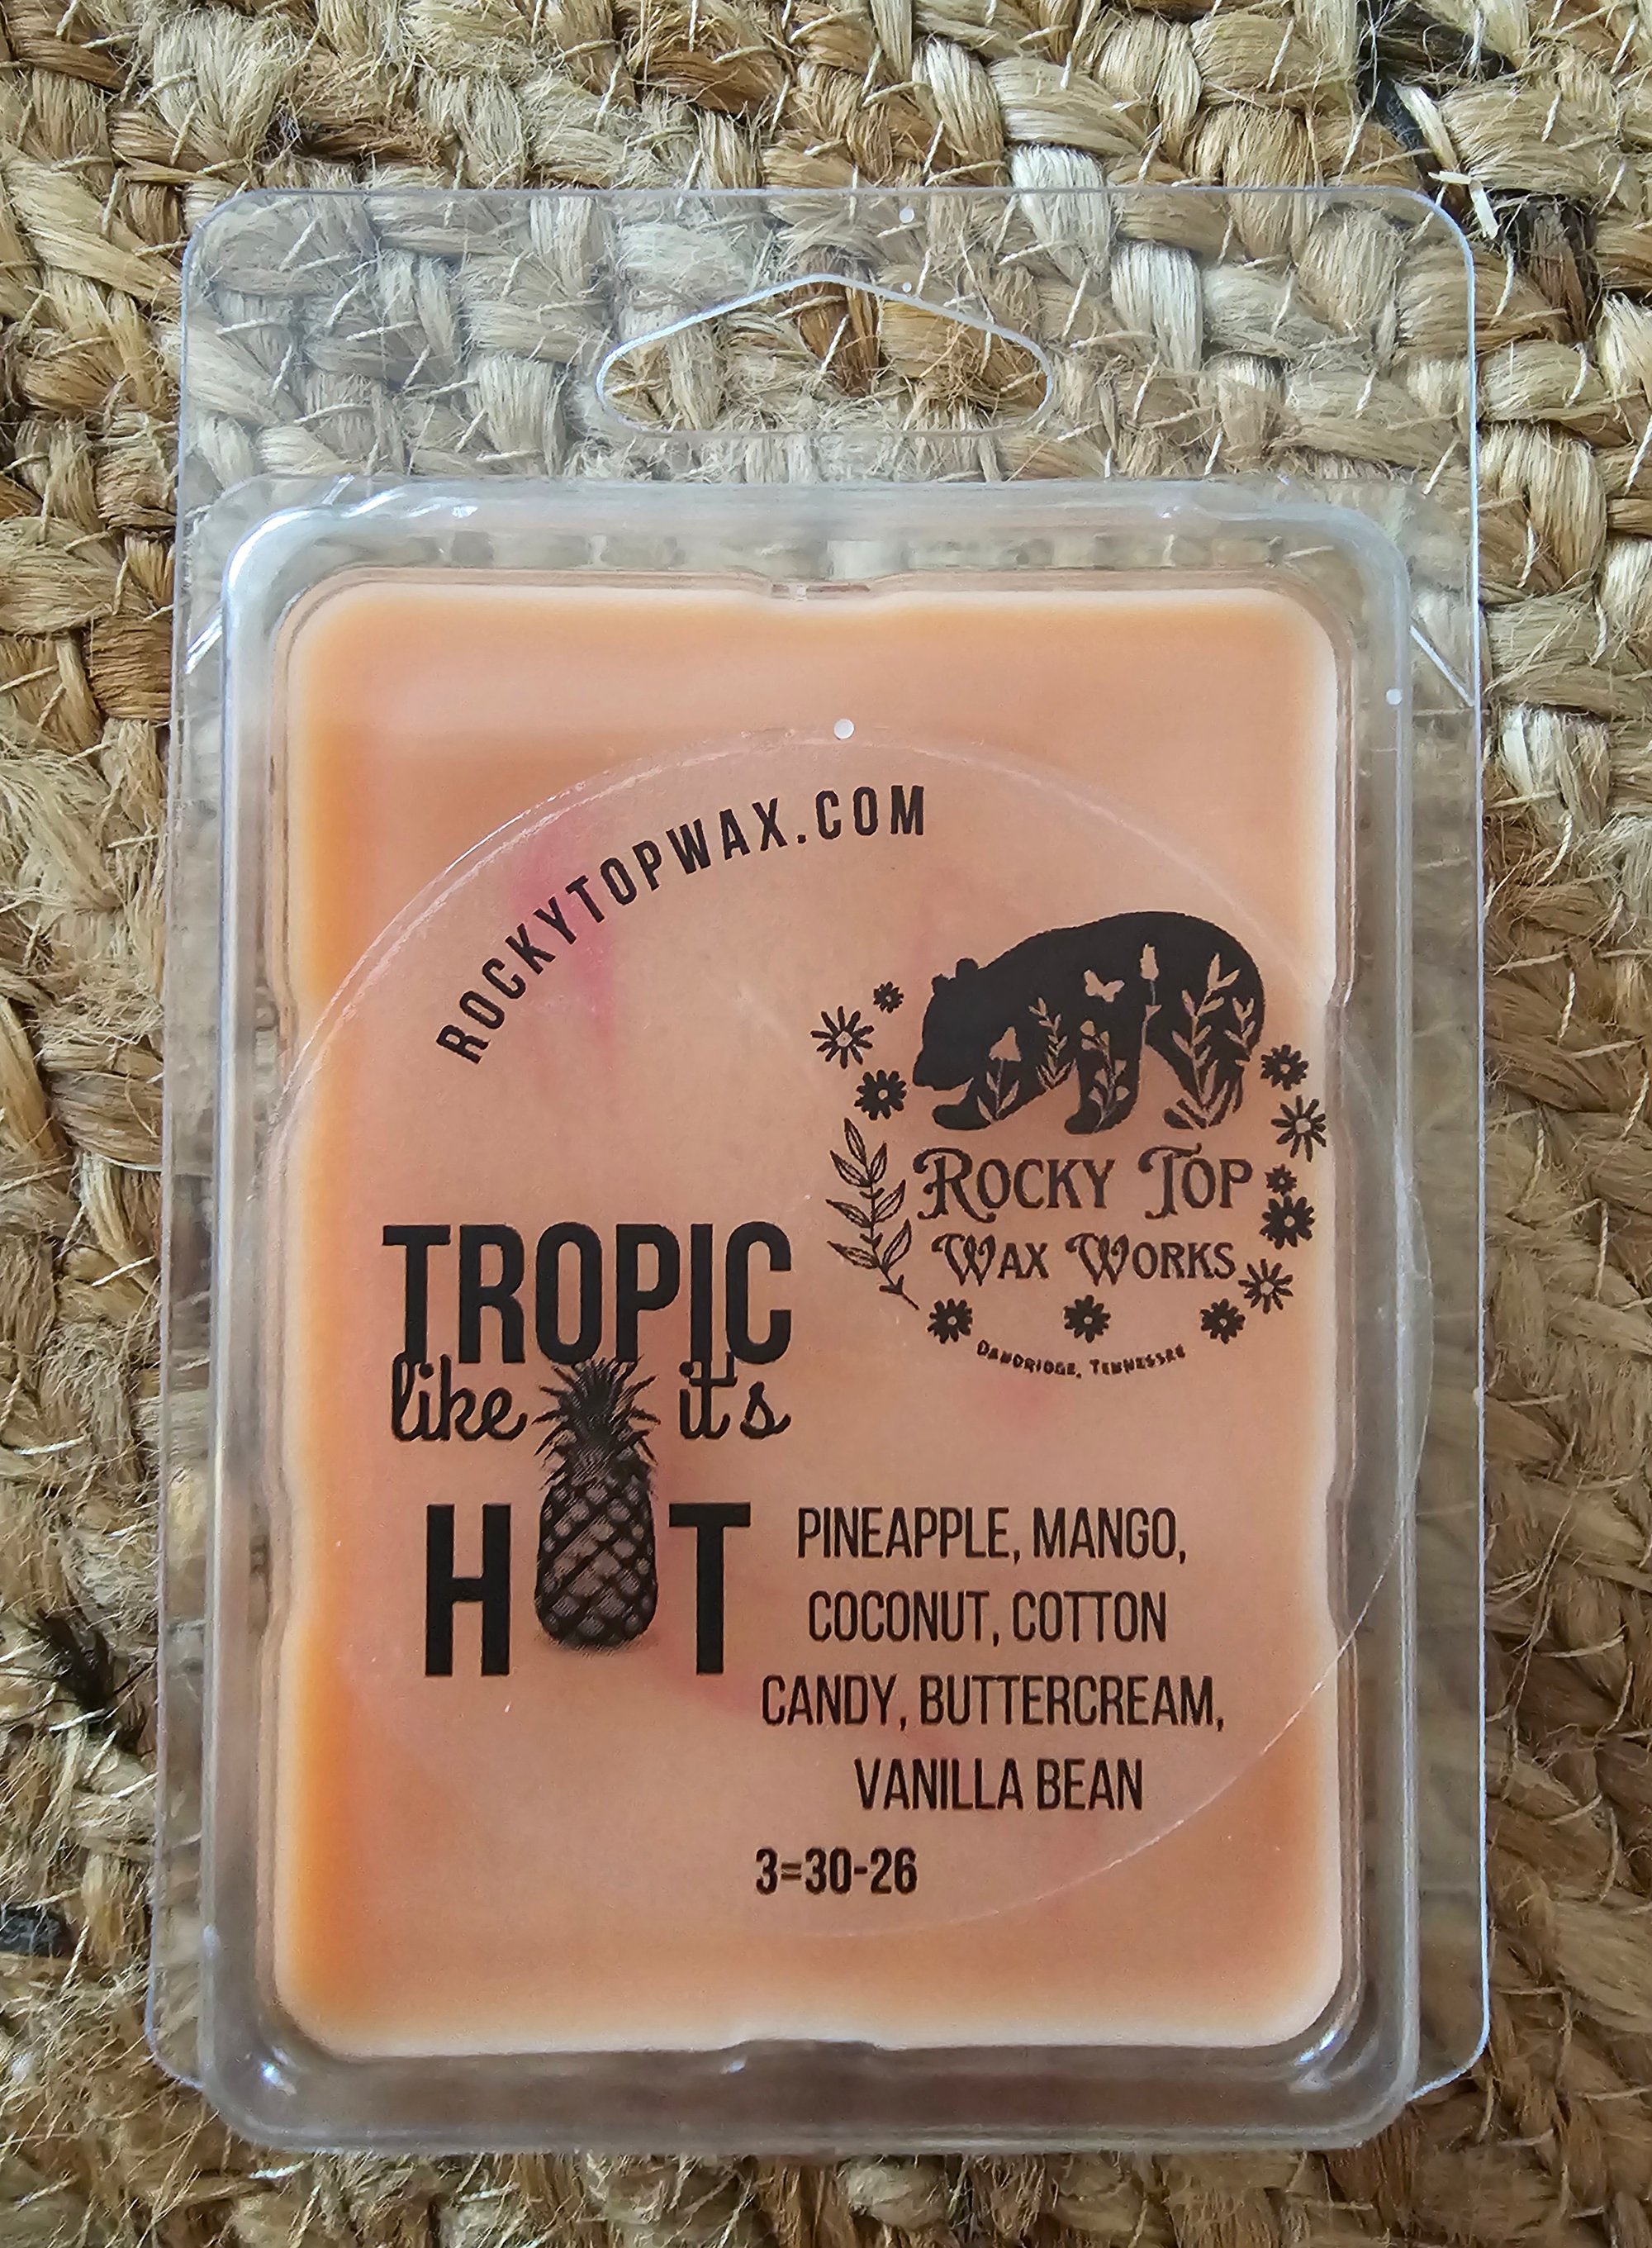 ROCKYTOPWAX.COM
ROCKY TOP
WAX WORKS
DANDRIDGE, TENNESSEE
TROPIC
like it's
H T
PINEAPPLE, MANGO,
COCONUT, COTTON
CANDY, BUTTERCREAM,
VANILLA BEAN
3=30-26